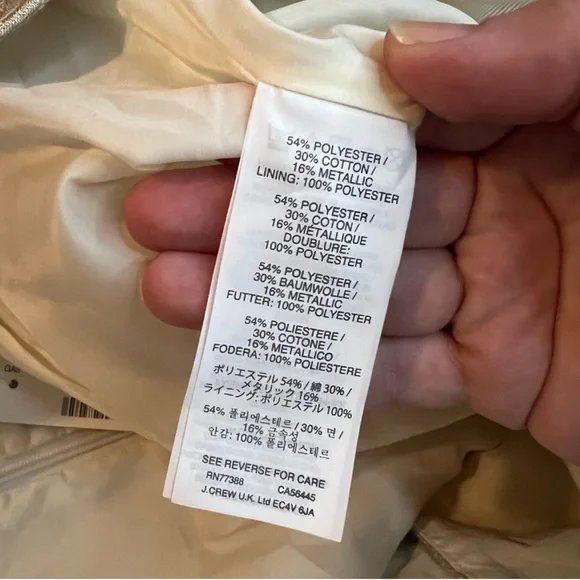 54% POLYESTER /
30% COTTON /
16% METALLIC
LINING: 100% POLYESTER
54% POLYESTER /
30% COTON /
16% MÉTALLIQUE
DOUBLURE:
100% POLYESTER
54% POLYESTER /
30% BAUMWOLLE /
16% METALLIC
FUTTER: 100% POLYESTER
54% POLIESTERE /
30% COTONE /
16% METALLICO
FODERA: 100% POLIESTERE
ポリエステル 54% / 綿 30% /
メタリック 16%
ライニング: ポリエステル 100%
54% 폴리에스테르 / 30% 면 /
16% 금속성
안감: 100% 폴리에스테르
SEE REVERSE FOR CARE
RN77388 CA56445
J.CREW U.K. Ltd EC4V 6JA